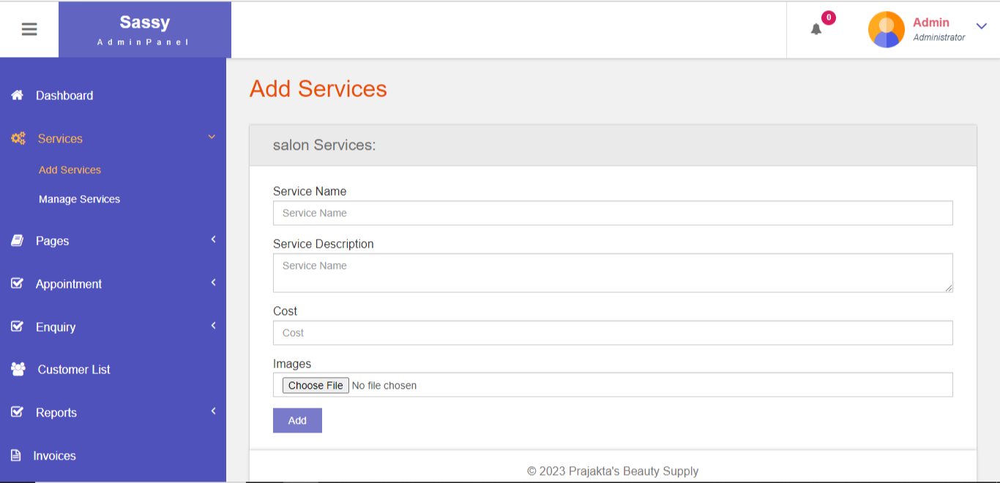 Sassy
AdminPanel
0
Admin
Administrator
Dashboard
Services
Add Services
Manage Services
Pages
Appointment
Enquiry
Customer List
Reports
Invoices
Add Services
salon Services:
Service Name
Service Name
Service Description
Service Name
Cost
Cost
Images
Choose File No file chosen
Add
© 2023 Prajakta's Beauty Supply